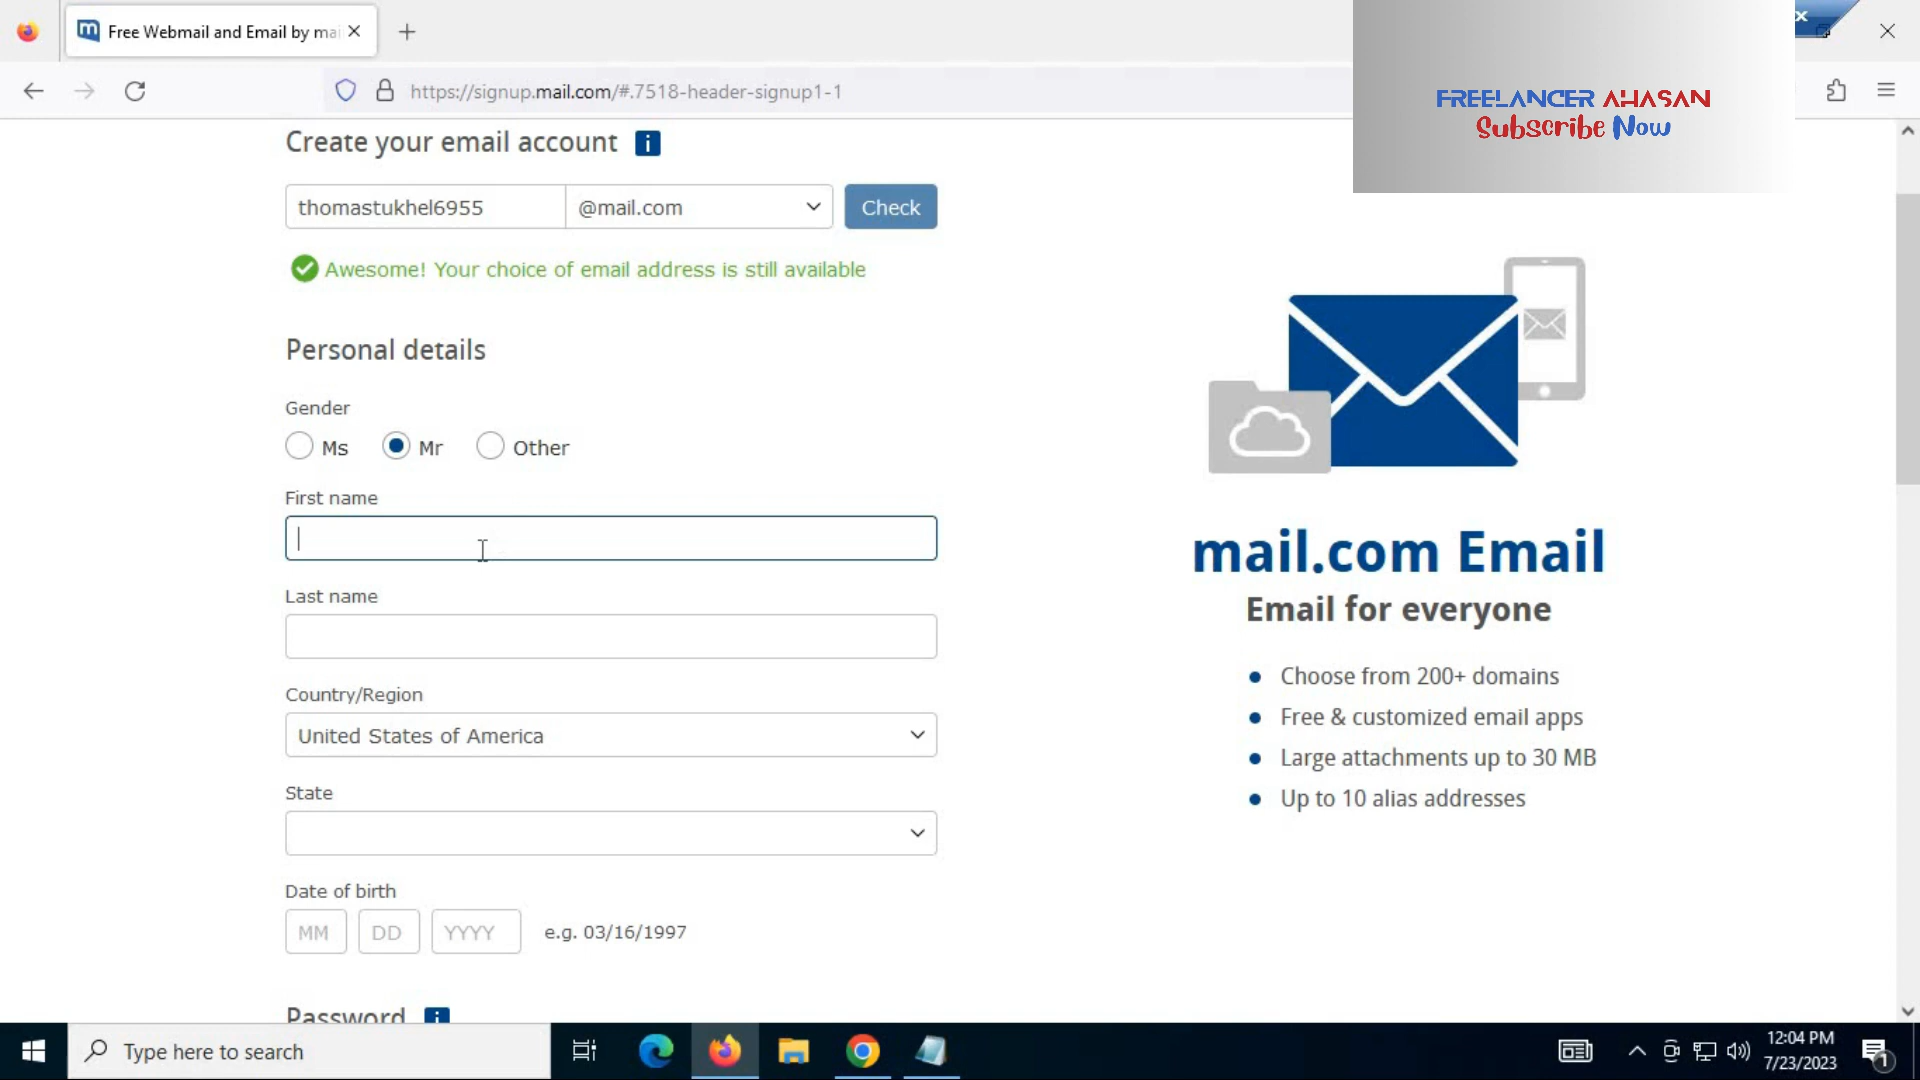 Free Webmail and Email by mai
https://signup.mail.com/#.7518-header-signup1-1
FREELANCER AHASAN
Subscribe Now
Create your email account i
thomastukhel6955 @mail.com Check
Awesome! Your choice of email address is still available
Personal details
Gender
Ms Mr Other
First name
Last name
Country/Region
United States of America
State
Date of birth
MM DD YYYY e.g. 03/16/1997
Password i
mail.com Email
Email for everyone
Choose from 200+ domains
Free & customized email apps
Large attachments up to 30 MB
Up to 10 alias addresses
Type here to search
12:04 PM
7/23/2023
1